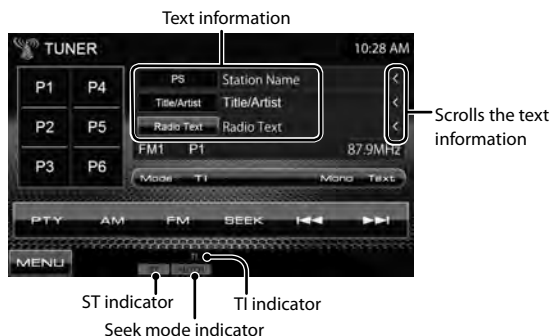 Text information
TUNER 10:28 AM
P1 P4 PS Station Name <
Title/Artist Title/Artist <
P2 P5 Radio Text Radio Text <
Scrolls the text
information
FM1 P1 87.9MHz
P3 P6
Mode TI Mono Text
PTY AM FM SEEK
MENU
TI
ST indicator TI indicator
Seek mode indicator